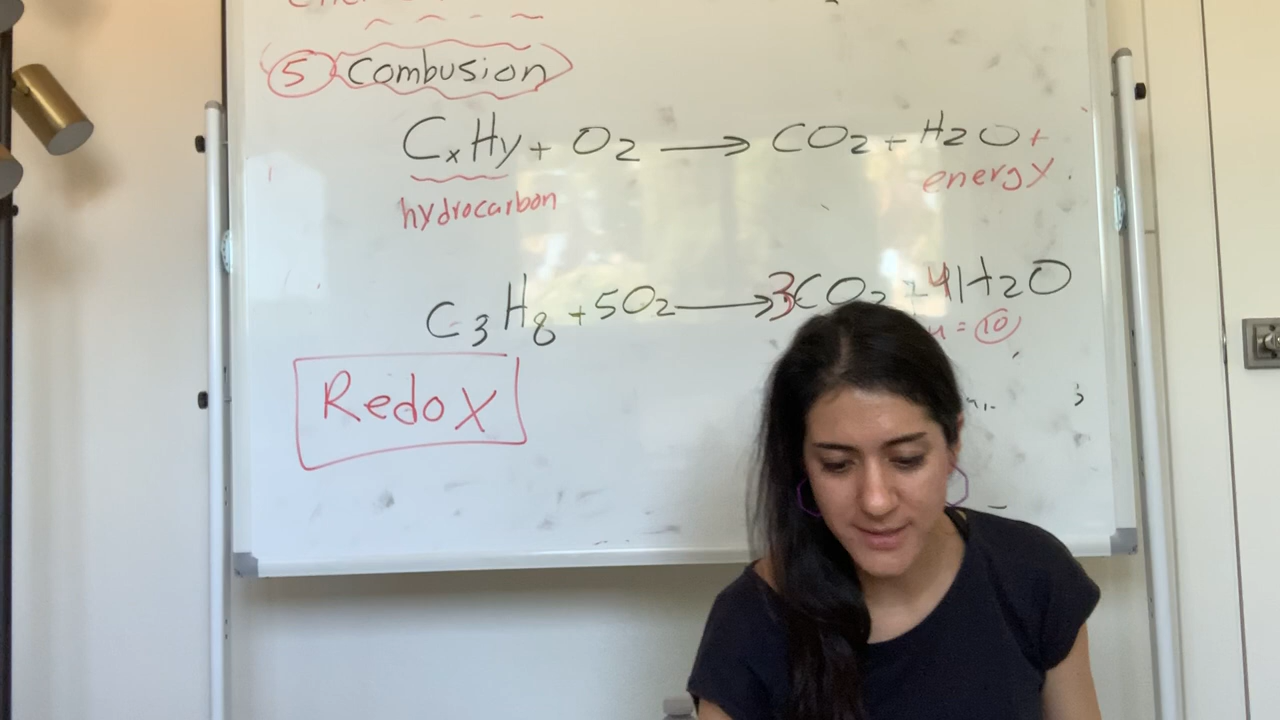 5 Combusion
CxHy + O2 → CO2 + H2O +
energy.
hydrocarbon
C3H8 + 5O2 → 3CO2 + 4H2O
= 10
Redox